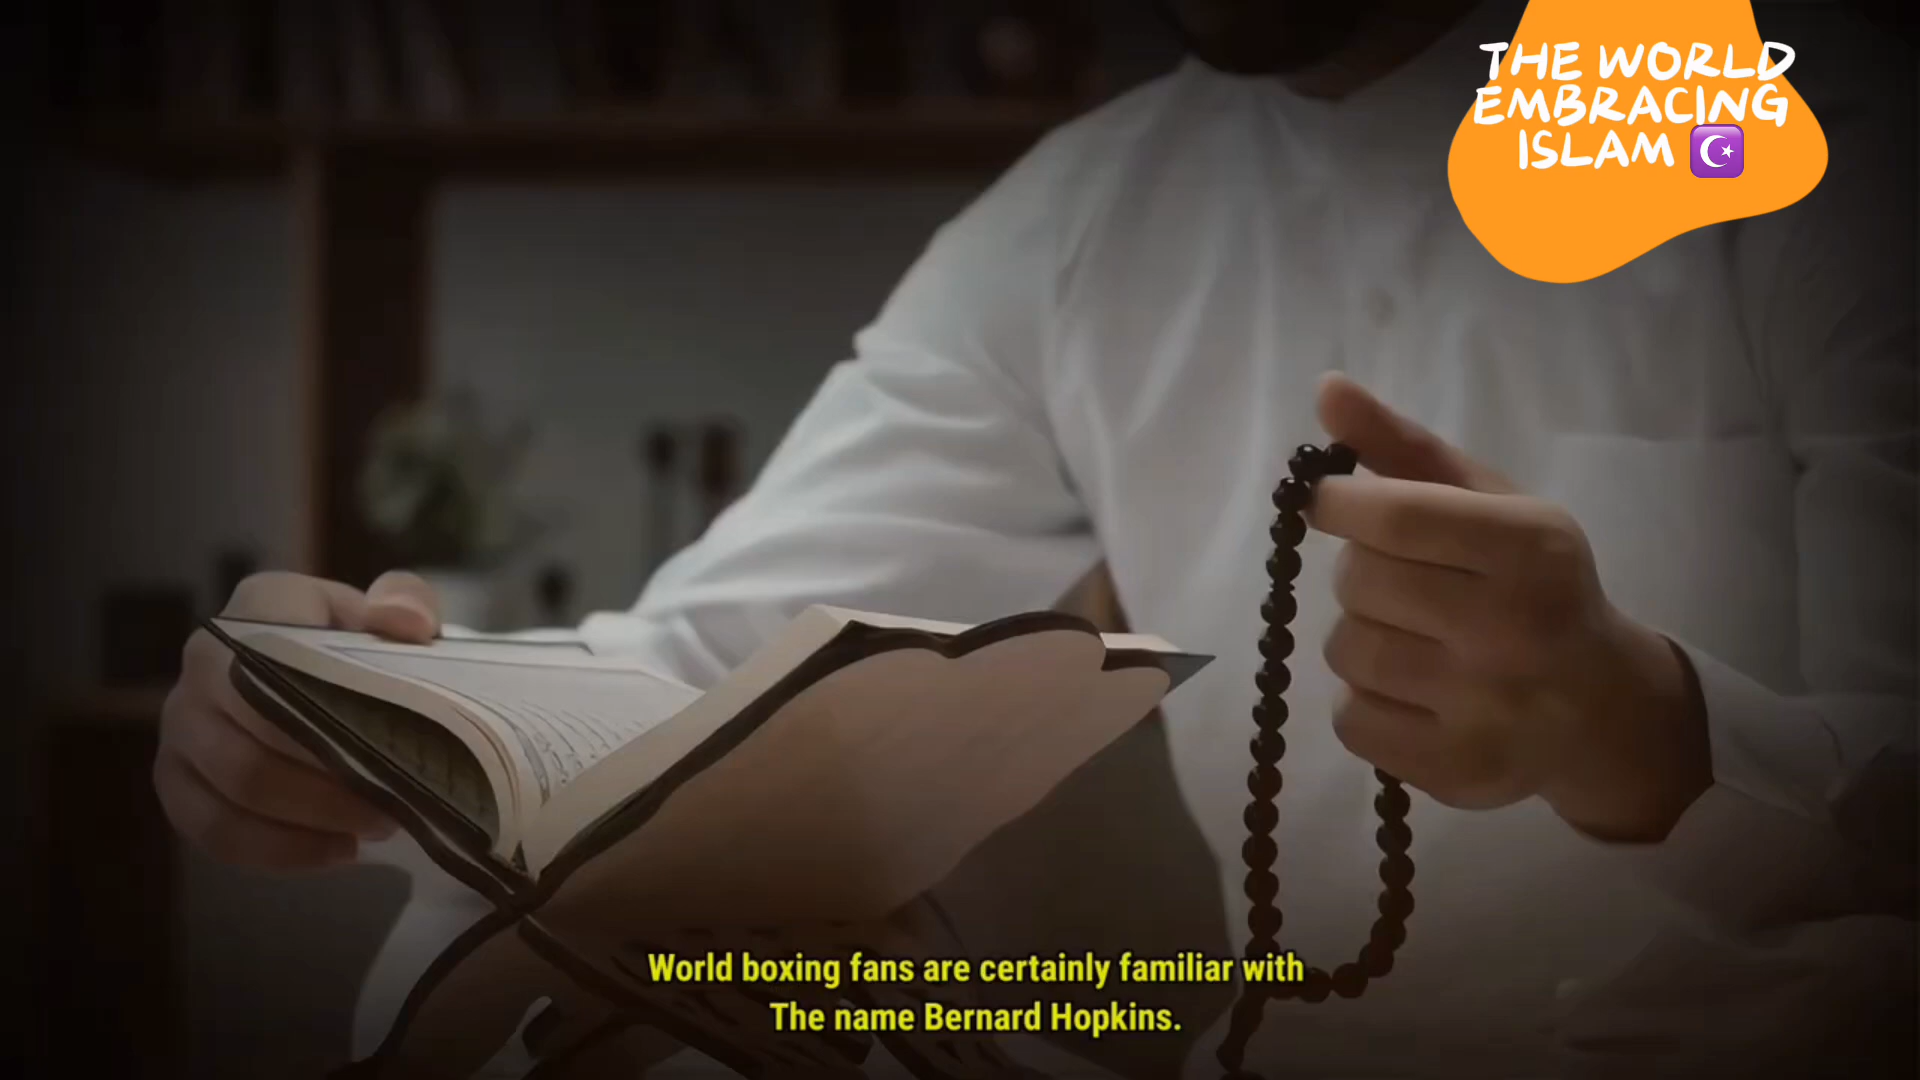 THE WORLD
EMBRACING
ISLAM ☪️
World boxing fans are certainly familiar with
The name Bernard Hopkins.